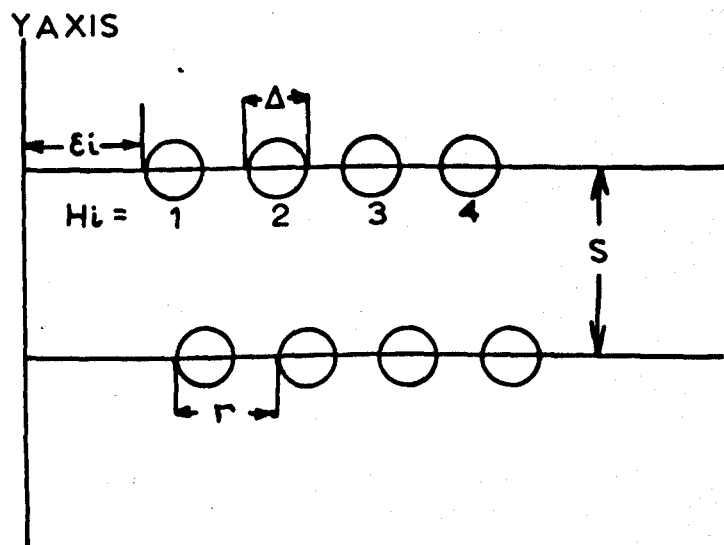 Y AXIS
Δ
εi
Hi = 1 2 3 4
S
r